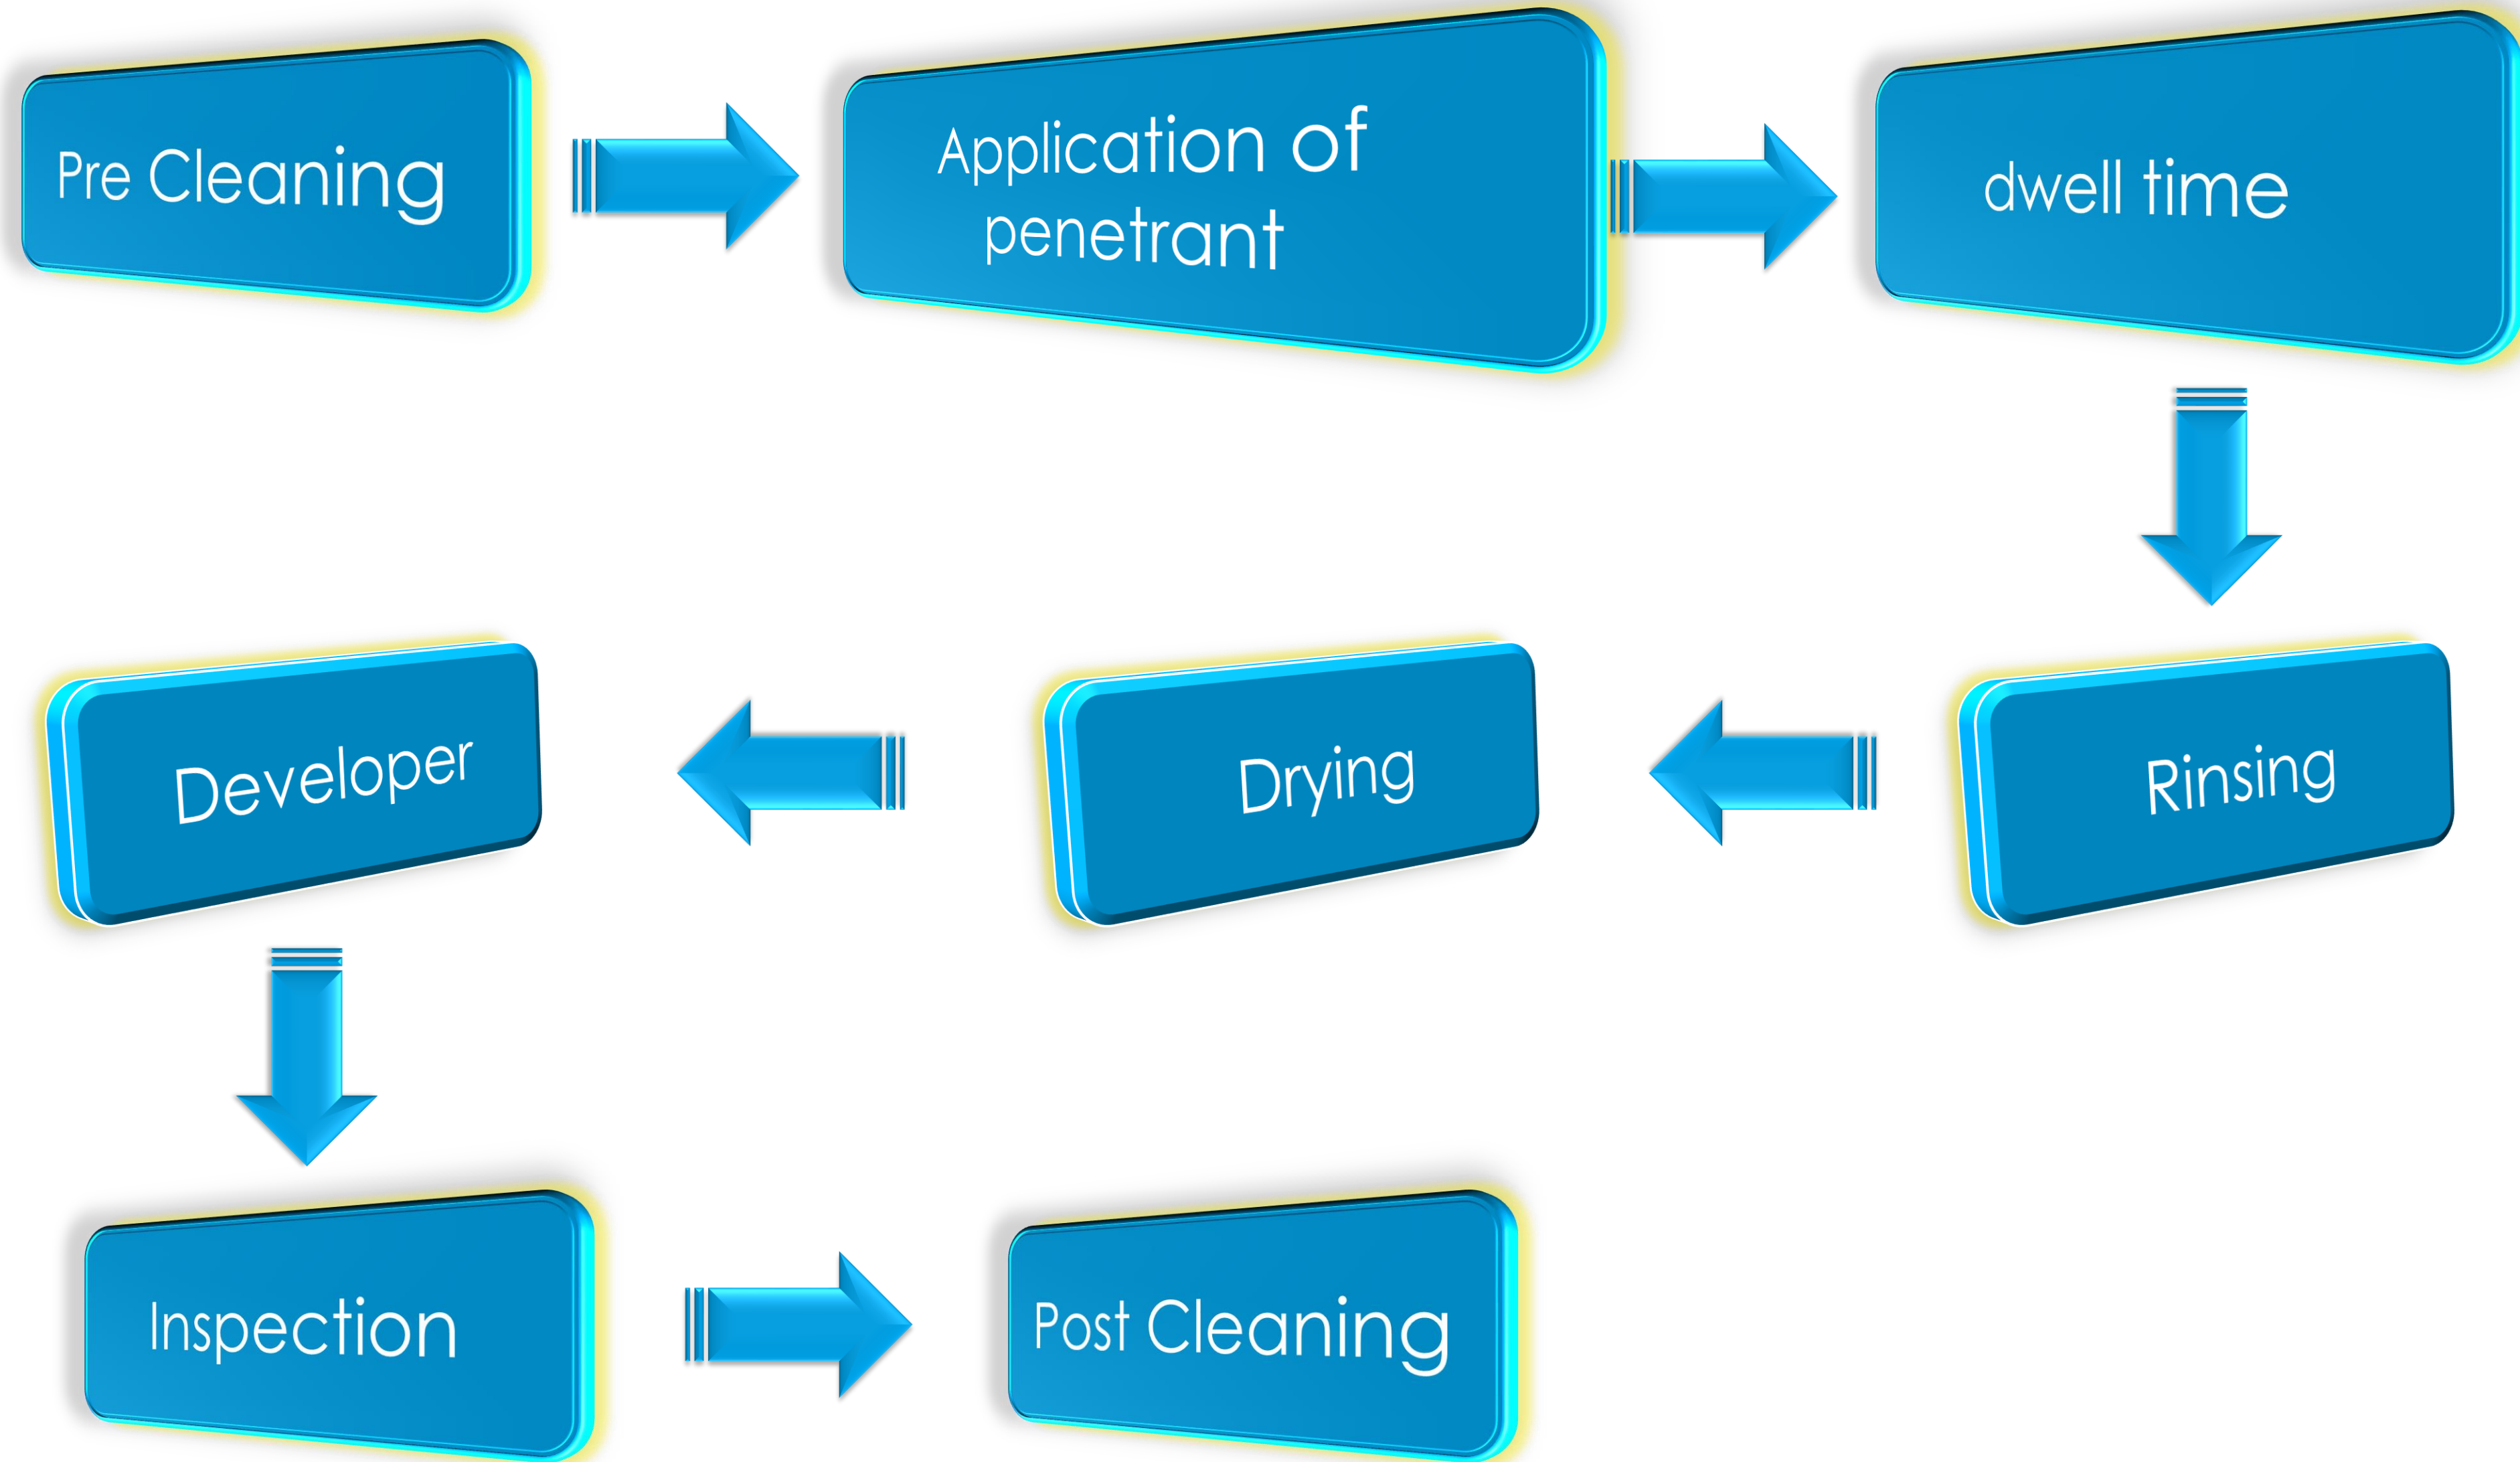 Pre Cleaning
Application of
penetrant
dwell time
Rinsing
Drying
Developer
Inspection
Post Cleaning